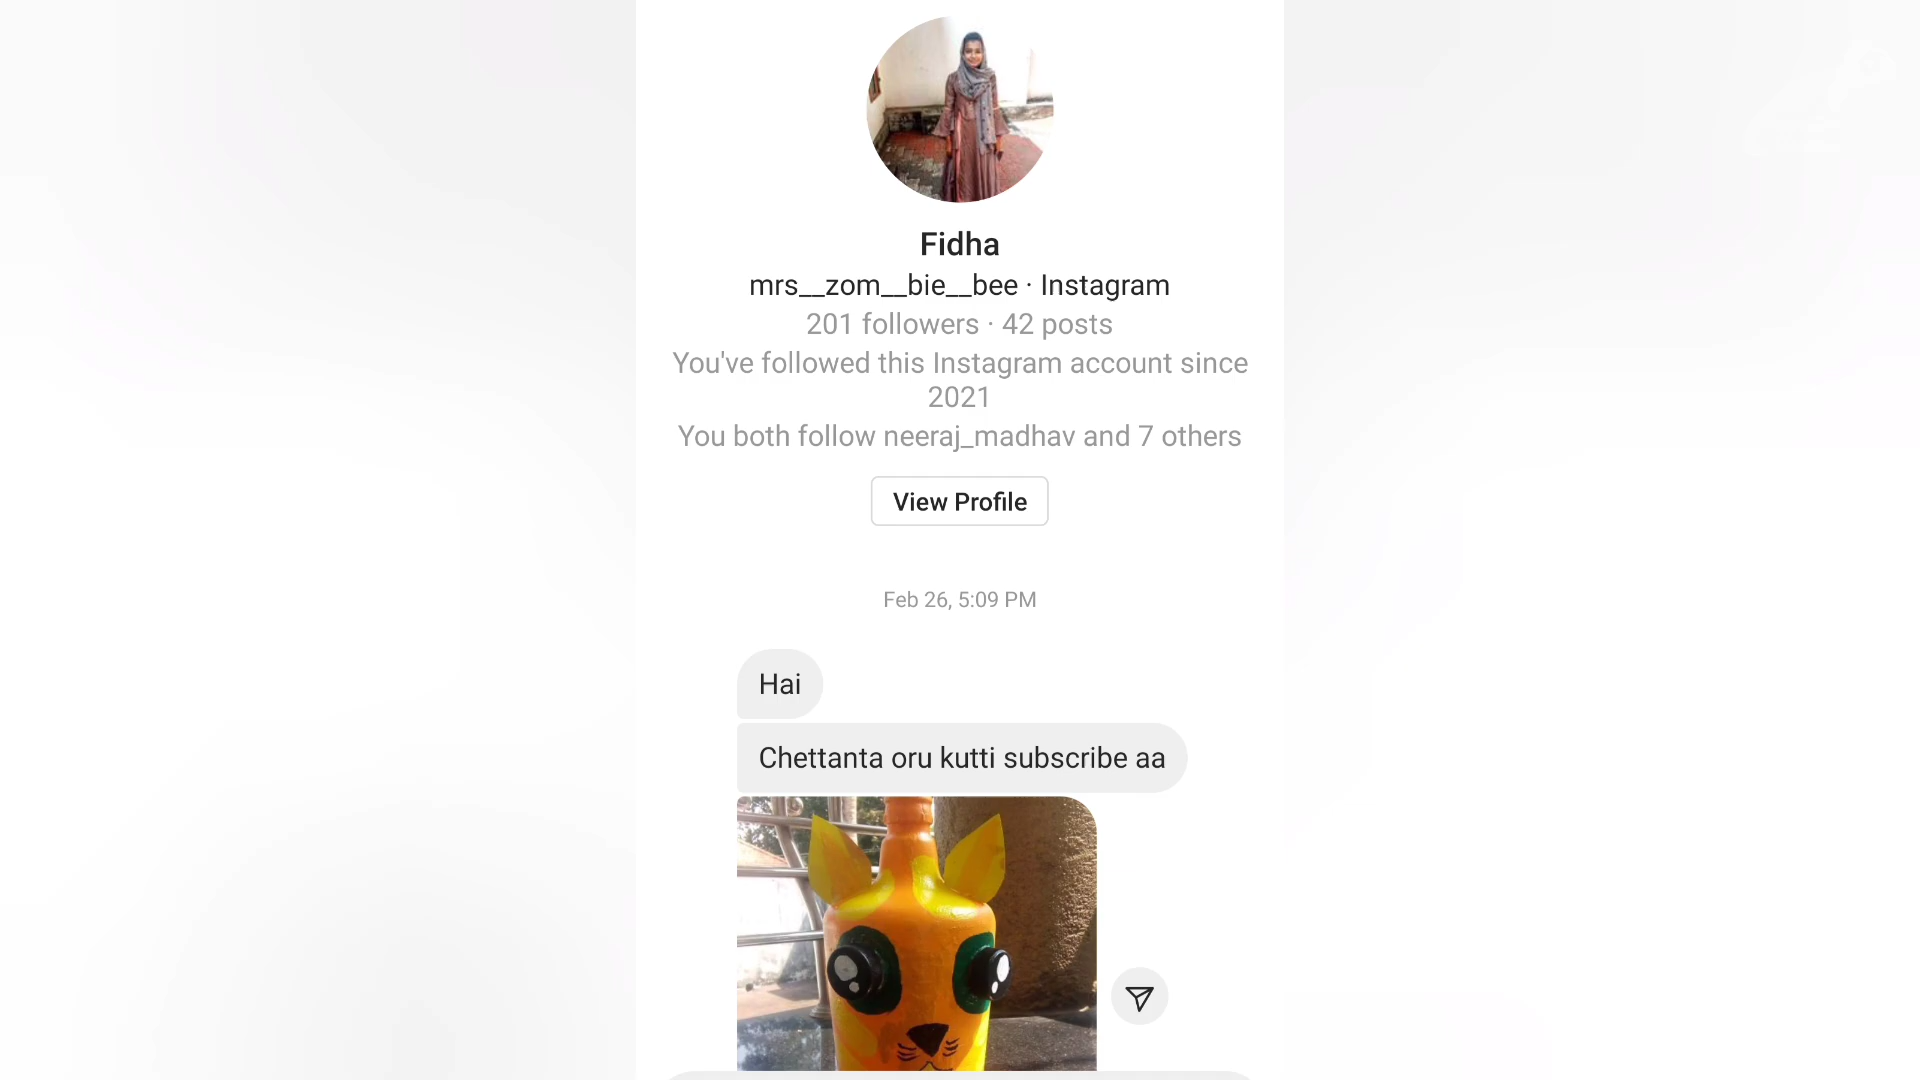 Fidha
mrs__zom__bie__bee · Instagram
201 followers · 42 posts
You've followed this Instagram account since
2021
You both follow neeraj_madhav and 7 others
View Profile
Feb 26, 5:09 PM
Hai
Chettanta oru kutti subscribe aa